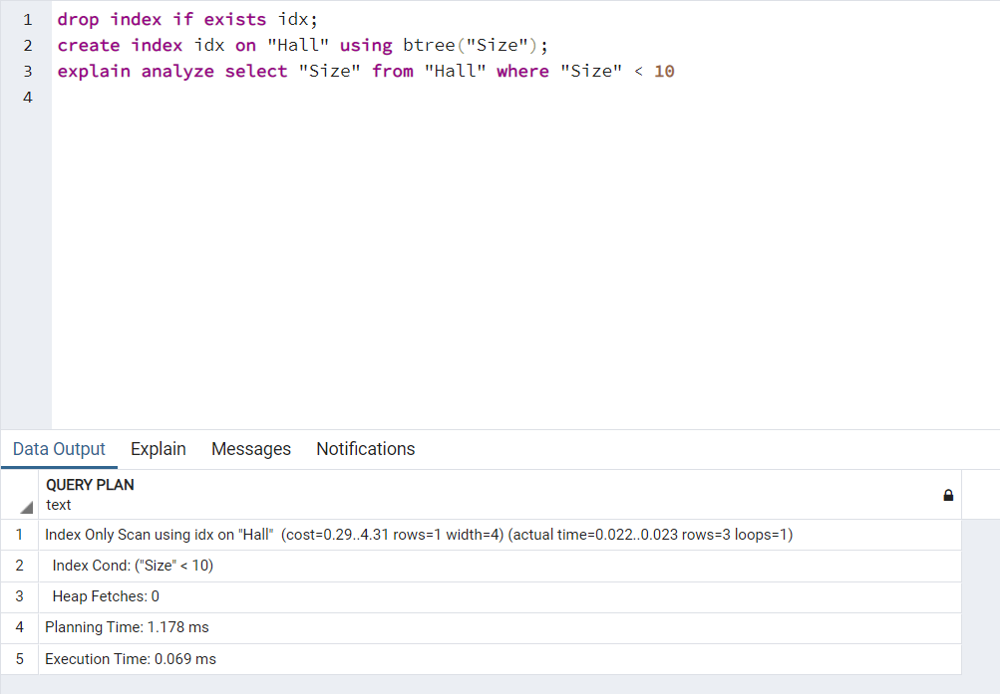 1 drop index if exists idx;
2 create index idx on "Hall" using btree("Size");
3 explain analyze select "Size" from "Hall" where "Size" < 10
4
Data Output Explain Messages Notifications
QUERY PLAN
text
1 Index Only Scan using idx on "Hall" (cost=0.29..4.31 rows=1 width=4) (actual time=0.022..0.023 rows=3 loops=1)
2 Index Cond: ("Size" < 10)
3 Heap Fetches: 0
4 Planning Time: 1.178 ms
5 Execution Time: 0.069 ms